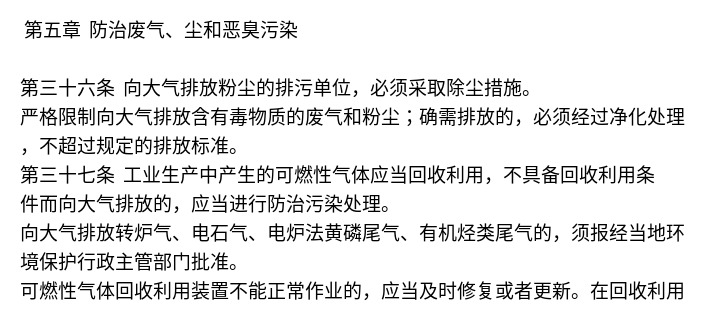 第五章 防治废气、尘和恶臭污染
第三十六条 向大气排放粉尘的排污单位，必须采取除尘措施。
严格限制向大气排放含有毒物质的废气和粉尘；确需排放的，必须经过净化处理
，不超过规定的排放标准。
第三十七条 工业生产中产生的可燃性气体应当回收利用，不具备回收利用条
件而向大气排放的，应当进行防治污染处理。
向大气排放转炉气、电石气、电炉法黄磷尾气、有机烃类尾气的，须报经当地环
境保护行政主管部门批准。
可燃性气体回收利用装置不能正常作业的，应当及时修复或者更新。在回收利用